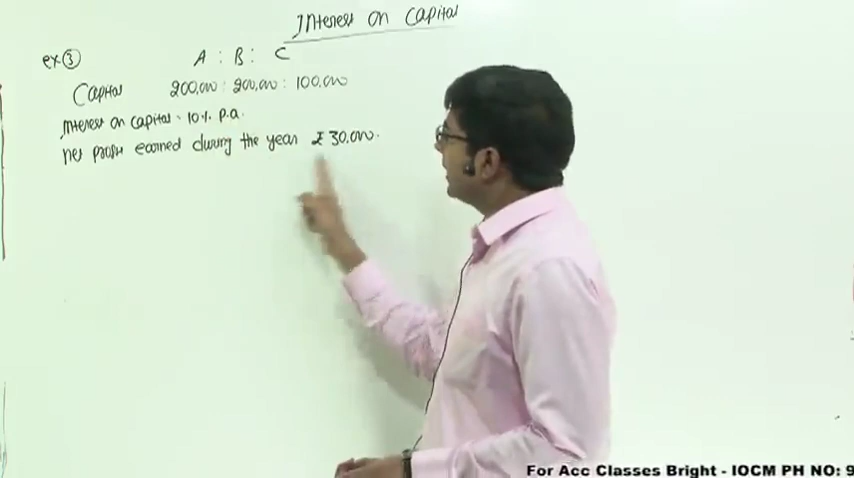 Interest on Capital
ex ③ A : B : C
Capital 200,000 : 200,000 : 100,000
Interest on capital - 10% p.a.
Net profit earned during the year ₹ 30,000.
For Acc Classes Bright - IOCM PH NO: 9